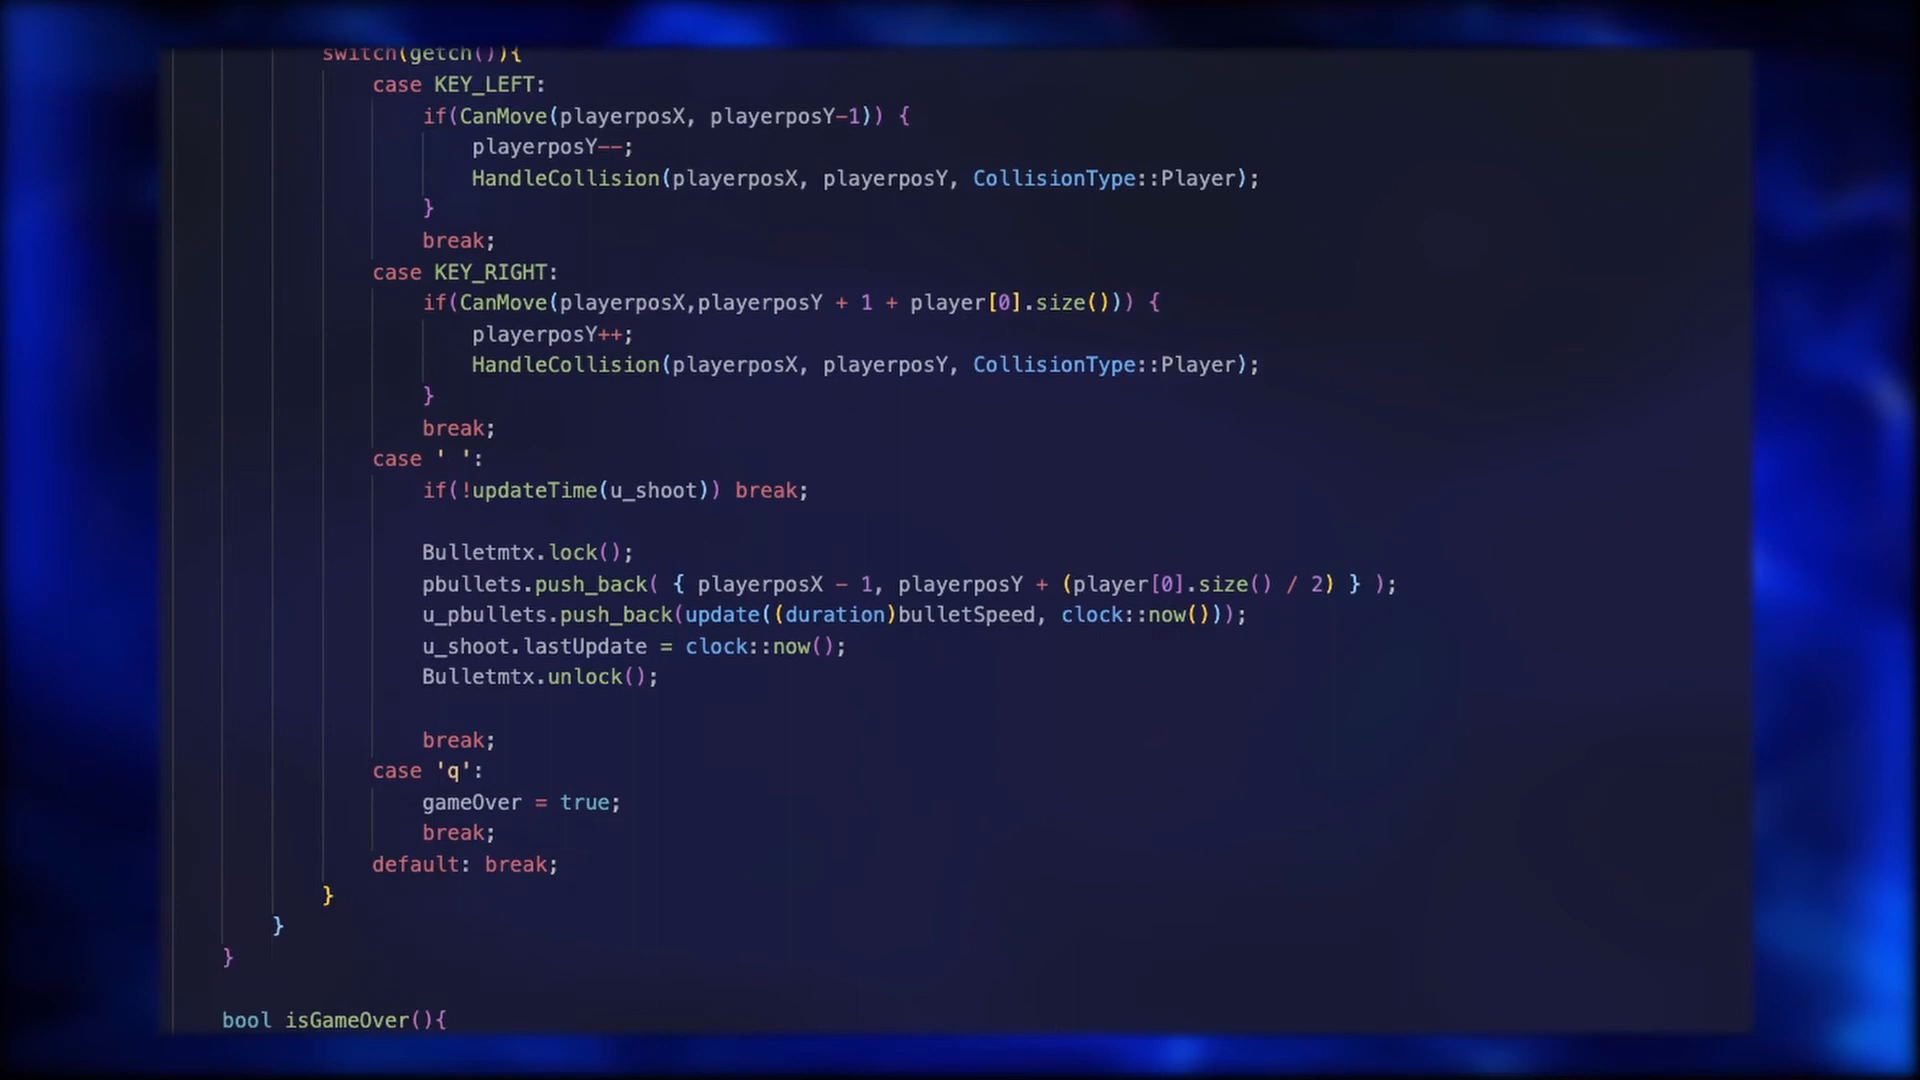 switch(getch()){
case KEY_LEFT:
if(CanMove(playerposX, playerposY-1)) {
playerposY--;
HandleCollision(playerposX, playerposY, CollisionType::Player);
}
break;
case KEY_RIGHT:
if(CanMove(playerposX,playerposY + 1 + player[0].size())) {
playerposY++;
HandleCollision(playerposX, playerposY, CollisionType::Player);
}
break;
case ' ':
if(!updateTime(u_shoot)) break;
Bulletmtx.lock();
pbullets.push_back( { playerposX - 1, playerposY + (player[0].size() / 2) } );
u_pbullets.push_back(update((duration)bulletSpeed, clock::now()));
u_shoot.lastUpdate = clock::now();
Bulletmtx.unlock();
break;
case 'q':
gameOver = true;
break;
default: break;
}
}
}
bool isGameOver(){